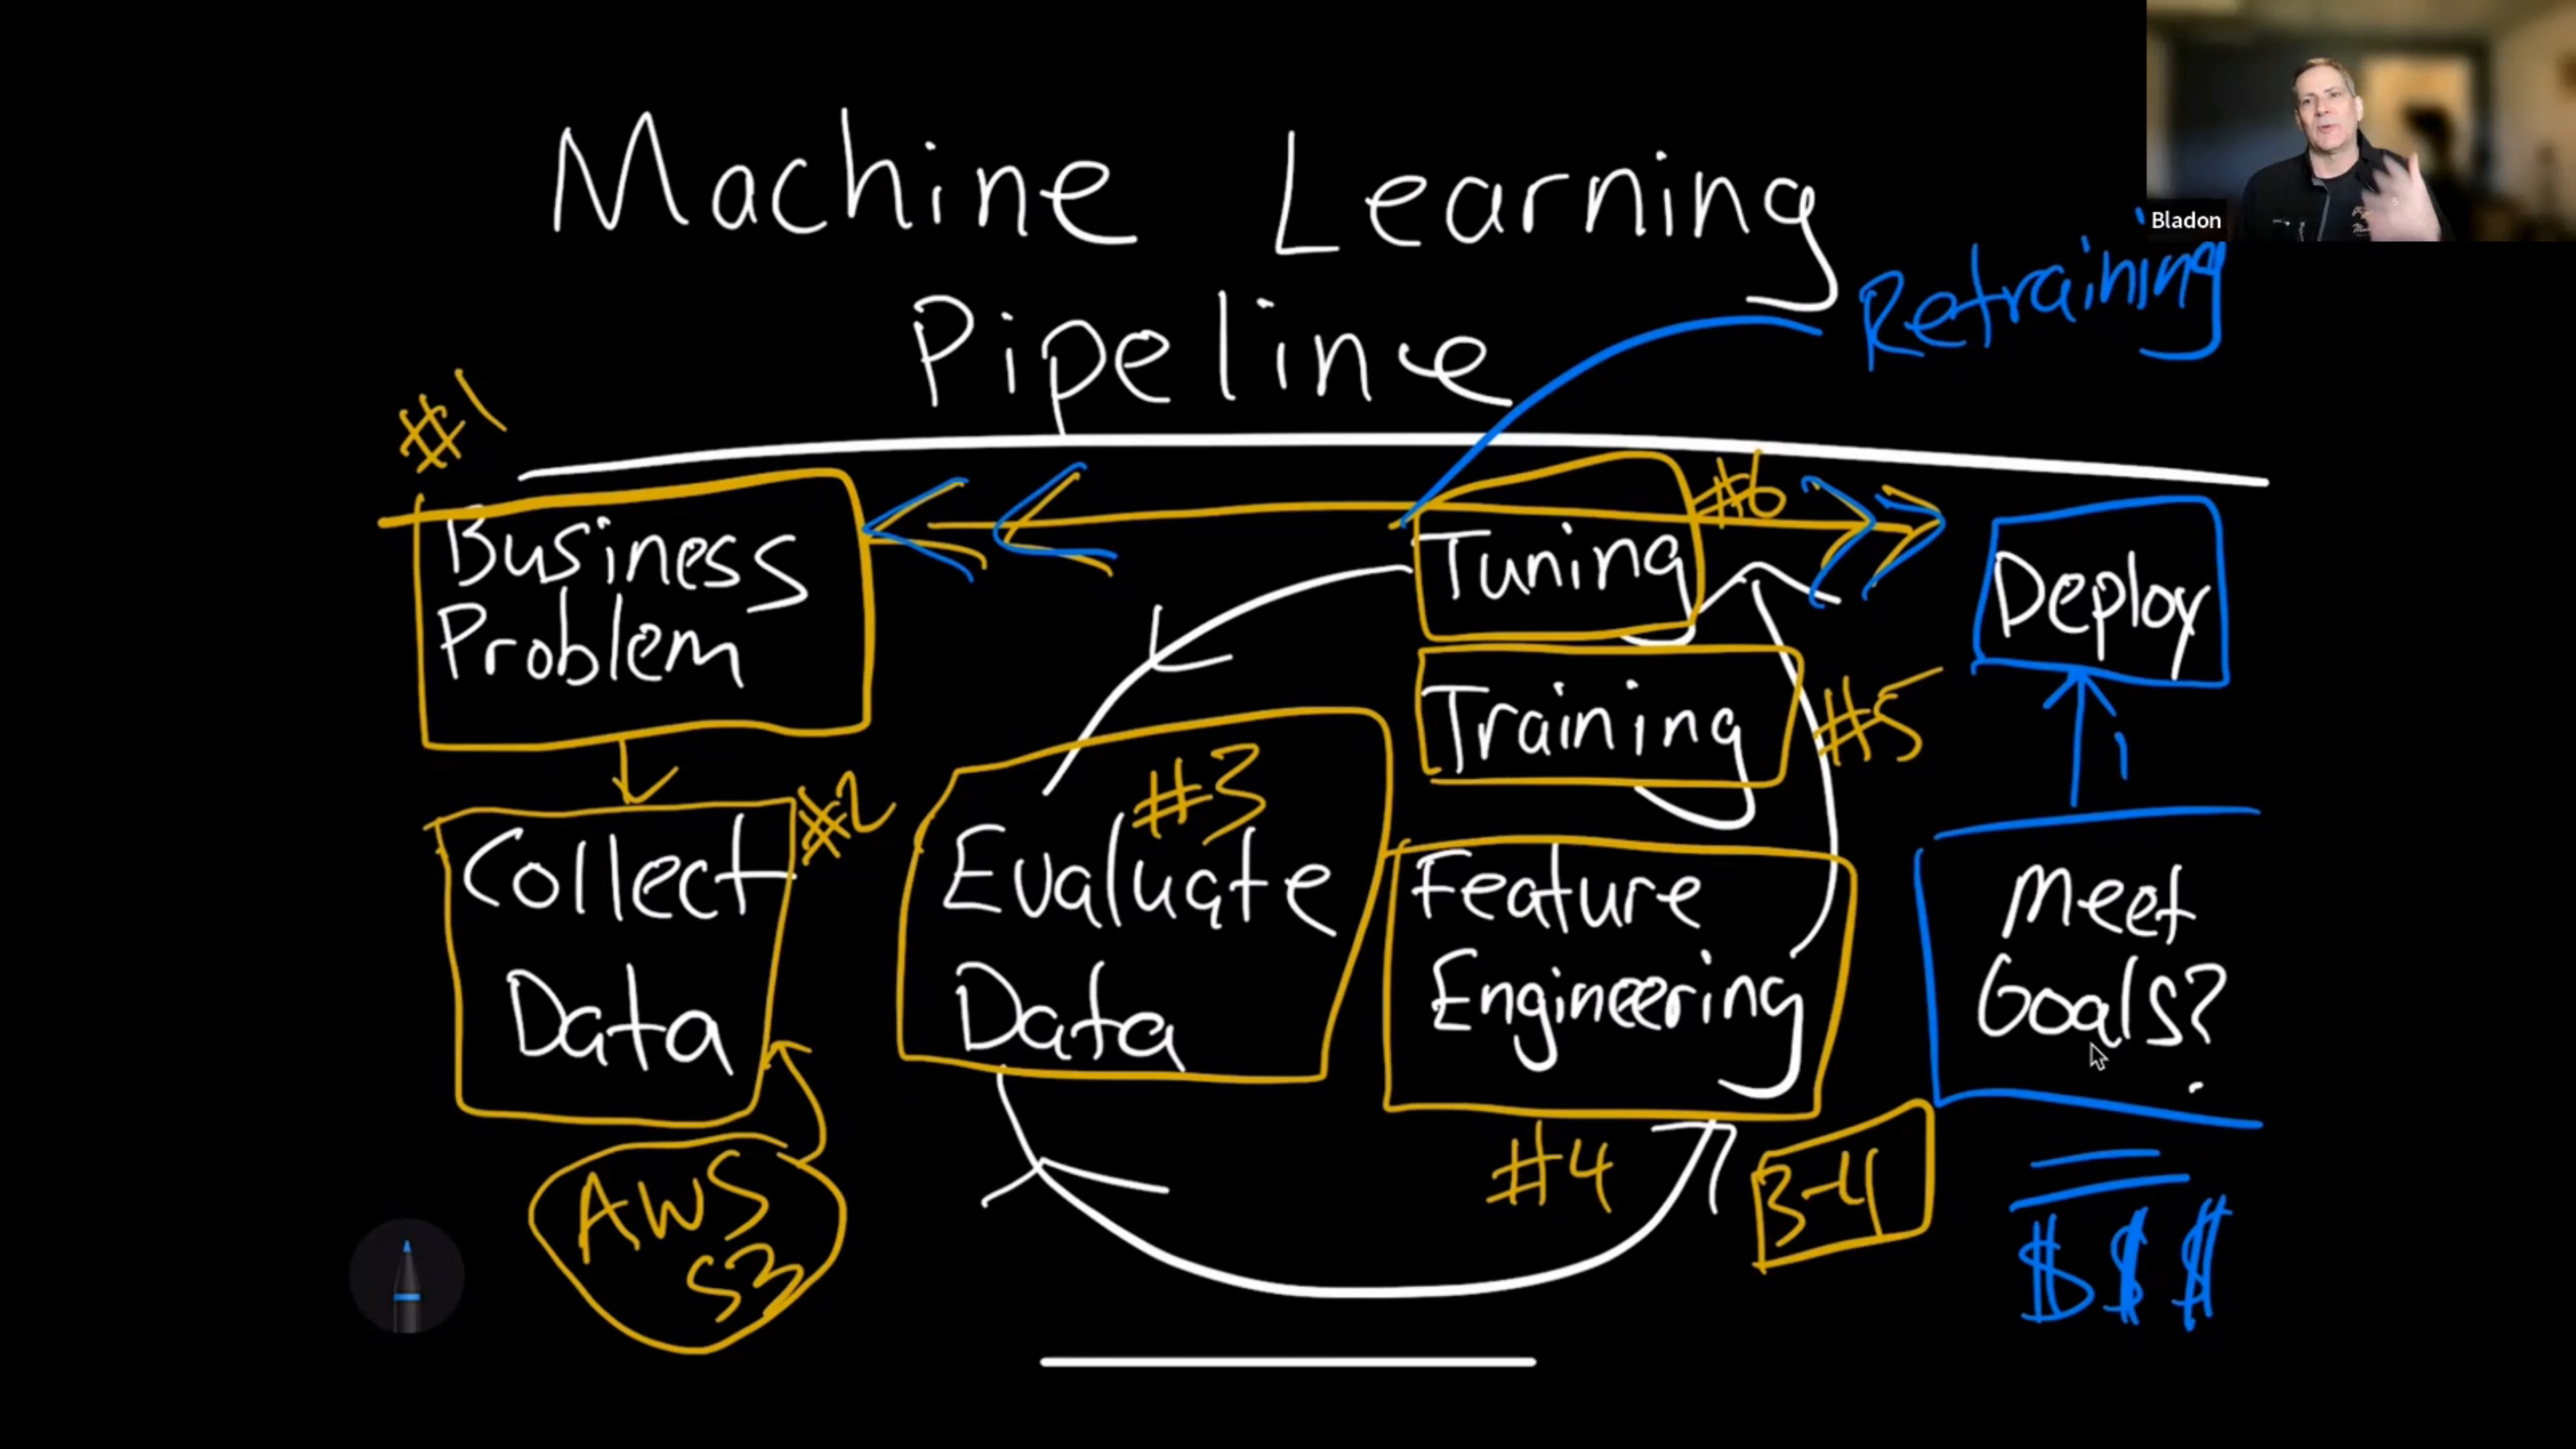 Machine Learning
Pipeline
Bladon
Retraining
#1
Business
Problem
#2
Collect
Data
AWS
S3
#3
Evaluate
Data
Tuning
#6
Training
#5
Feature
Engineering
#4
3-4
Deploy
Meet
Goals?
$$$